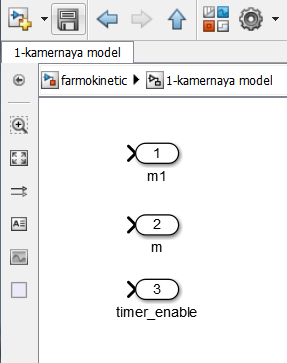 1-kamernaya model
farmokinetic 1-kamernaya model
1
m1
2
m
3
timer_enable